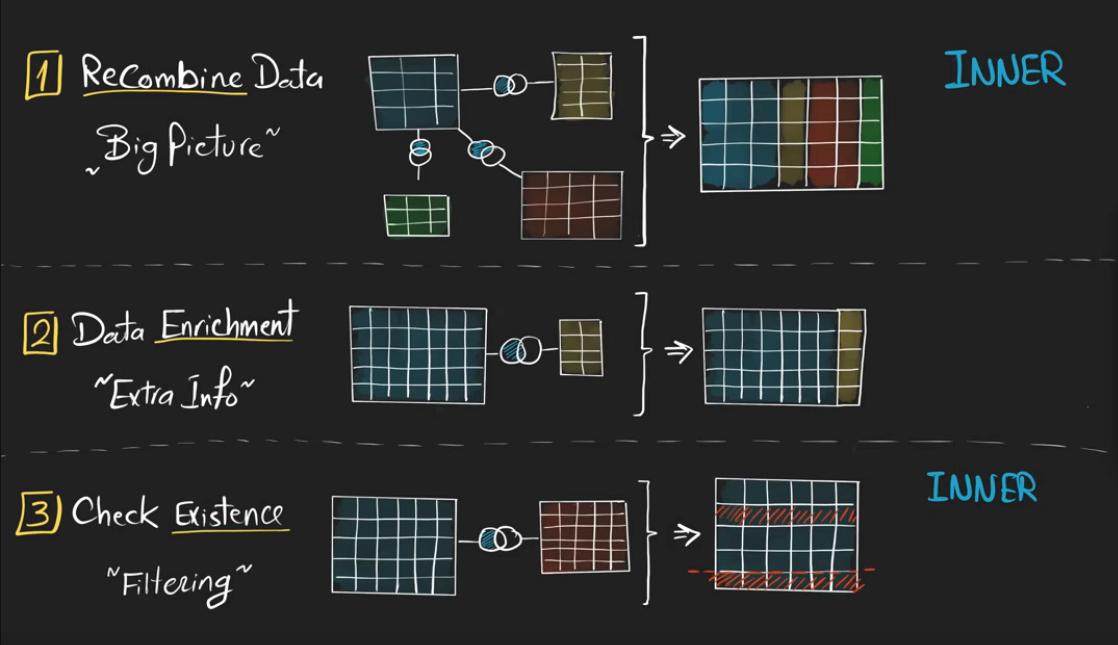 1 ReCombine Data
INNER
~Big Picture~
2 Data Enrichment
~Extra Info~
3 Check Existence
INNER
~Filtering~